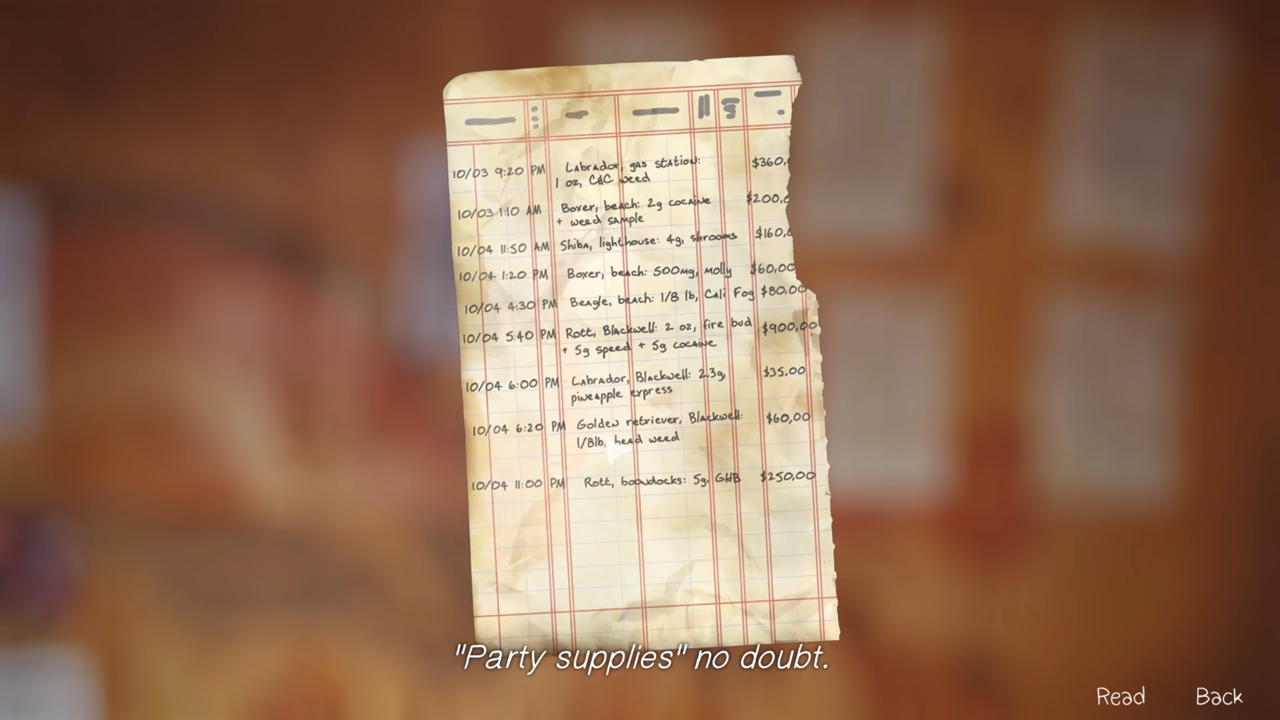 10/03 9:20 PM Labrador, gas station: $360,
1 oz, C&C weed
10/03 1:10 AM Boxer, beach: 2g cocaine $200,0
+ weed sample
10/04 11:50 AM Shiba, lighthouse: 4g, shrooms $160,0
10/04 1:20 PM Boxer, beach: 500mg, molly $60,00
10/04 4:30 PM Beagle, beach: 1/8 lb, Cali Fog $80,00
10/04 5:40 PM Rott, Blackwell: 2 oz, fire bud $900,00
+ 5g speed + 5g cocaine
10/04 6:00 PM Labrador, Blackwell: 2.3g, $35.00
pineapple express
10/04 6:20 PM Golden retriever, Blackwell: $60,00
1/8lb, head weed
10/04 11:00 PM Rott, boondocks: 5g. GHB $250,00
"Party supplies" no doubt.
Read Back